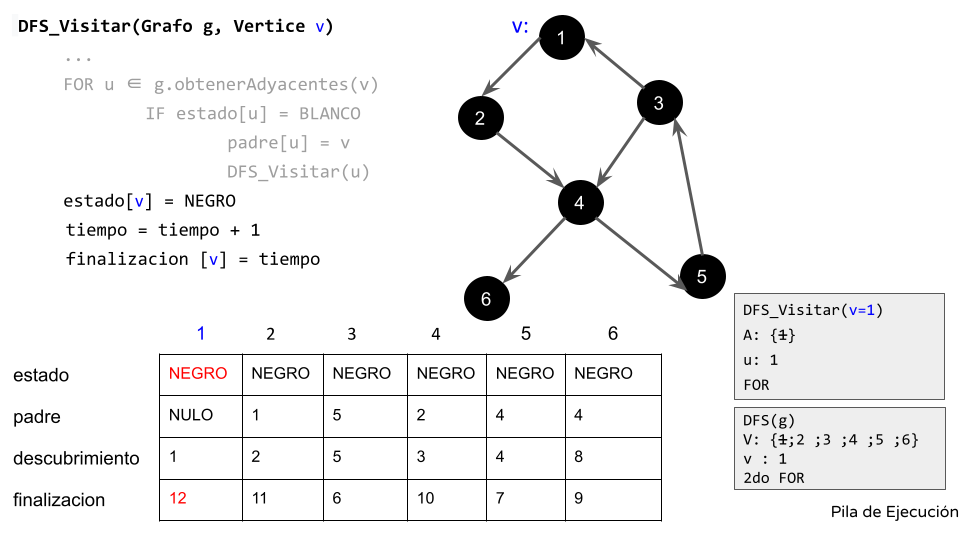 DFS_Visitar(Grafo g, Vertice v)
...
FOR u ∈ g.obtenerAdyacentes(v)
IF estado[u] = BLANCO
padre[u] = v
DFS_Visitar(u)
estado[v] = NEGRO
tiempo = tiempo + 1
finalizacion [v] = tiempo
v:
1
2
3
4
5
6
DFS_Visitar(v=1)
A: {1}
u: 1
FOR
DFS(g)
V: {1;2 ;3 ;4 ;5 ;6}
v : 1
2do FOR
Pila de Ejecución
1 2 3 4 5 6
estado NEGRO NEGRO NEGRO NEGRO NEGRO NEGRO
padre NULO 1 5 2 4 4
descubrimiento 1 2 5 3 4 8
finalizacion 12 11 6 10 7 9